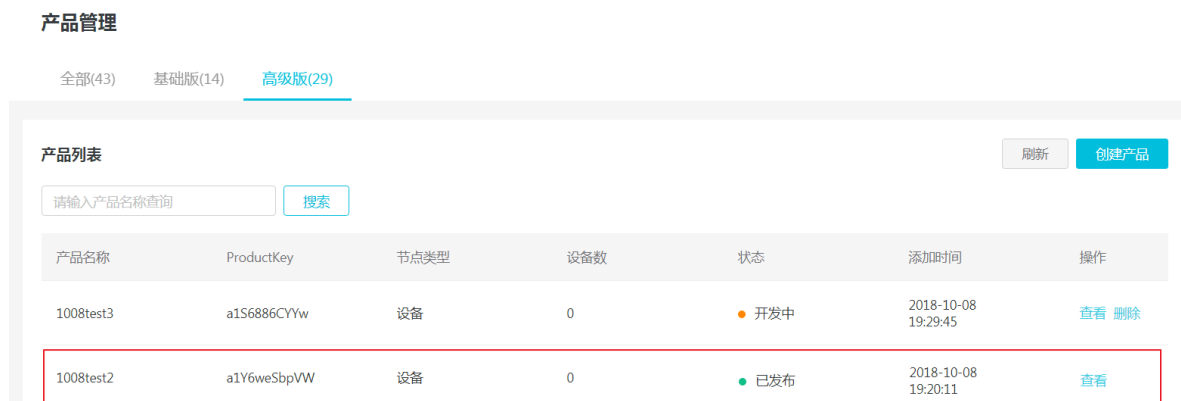 产品管理
全部(43) 基础版(14) 高级版(29)
产品列表 刷新 创建产品
请输入产品名称查询 搜索
产品名称 ProductKey 节点类型 设备数 状态 添加时间 操作
1008test3 a1S6886CYYw 设备 0 开发中 2018-10-08 19:29:45 查看 删除
1008test2 a1Y6weSbpVW 设备 0 已发布 2018-10-08 19:20:11 查看